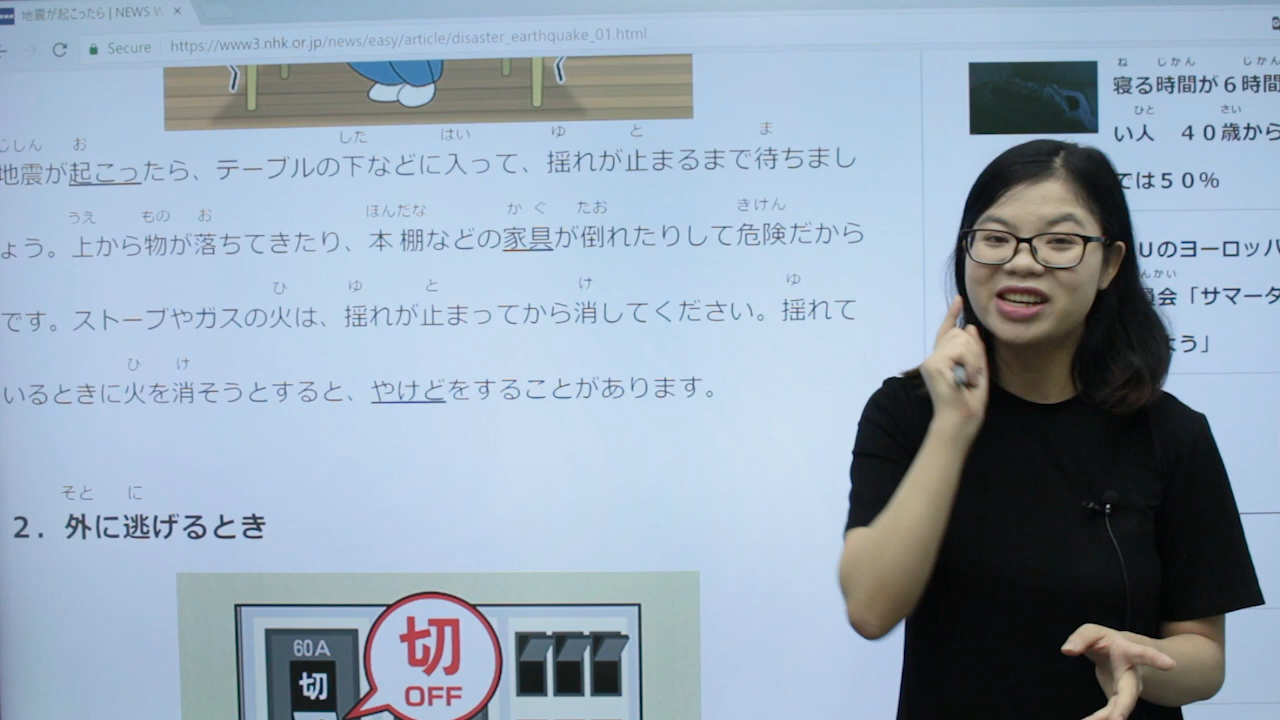 NHK 地震が起こったら | NEWS W
Secure https://www3.nhk.or.jp/news/easy/article/disaster_earthquake_01.html
じしん お した はい ゆ と ま
地震が起こったら、テーブルの下などに入って、揺れが止まるまで待ちまし
うえ もの お ほんだな かぐ たお きけん
ょう。上から物が落ちてきたり、本棚などの家具が倒れたりして危険だから
ひ ゆ と け ゆ
です。ストーブやガスの火は、揺れが止まってから消してください。揺れて
ひ け
いるときに火を消そうとすると、やけどをすることがあります。
そと に
2. 外に逃げるとき
60A
切
切
OFF
ね じかん じかん
寝る時間が6時間
ひと さい
い人 40歳から
では50%
Uのヨーロッパ
んかい
会「サマータ
よう」